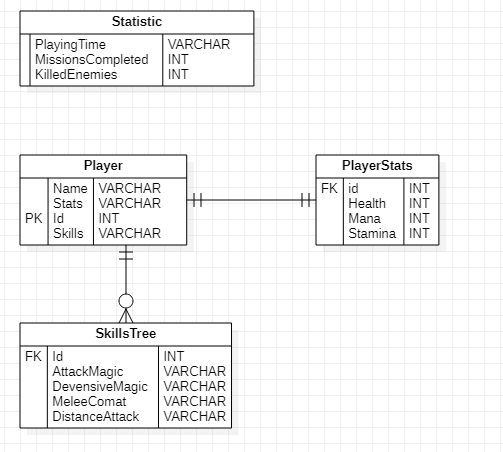 Statistic
PlayingTime VARCHAR
MissionsCompleted INT
KilledEnemies INT
Player
Name VARCHAR
Stats VARCHAR
PK Id INT
Skills VARCHAR
PlayerStats
FK id INT
Health INT
Mana INT
Stamina INT
SkillsTree
FK Id INT
AttackMagic VARCHAR
DevensiveMagic VARCHAR
MeleeComat VARCHAR
DistanceAttack VARCHAR